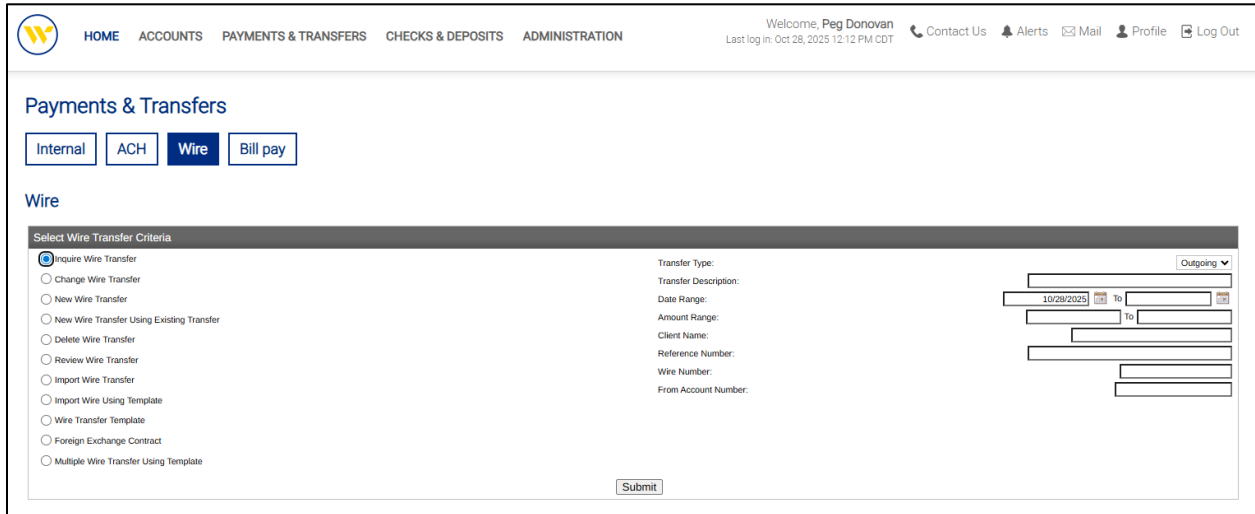 W
HOME ACCOUNTS PAYMENTS & TRANSFERS CHECKS & DEPOSITS ADMINISTRATION
Welcome, Peg Donovan
Last log in: Oct 28, 2025 12:12 PM CDT
Contact Us Alerts Mail Profile Log Out
Payments & Transfers
Internal ACH Wire Bill pay
Wire
Select Wire Transfer Criteria
Inquire Wire Transfer
Change Wire Transfer
New Wire Transfer
New Wire Transfer Using Existing Transfer
Delete Wire Transfer
Review Wire Transfer
Import Wire Transfer
Import Wire Using Template
Wire Transfer Template
Foreign Exchange Contract
Multiple Wire Transfer Using Template
Transfer Type: Outgoing
Transfer Description:
Date Range: 10/28/2025 To
Amount Range: To
Client Name:
Reference Number:
Wire Number:
From Account Number:
Submit